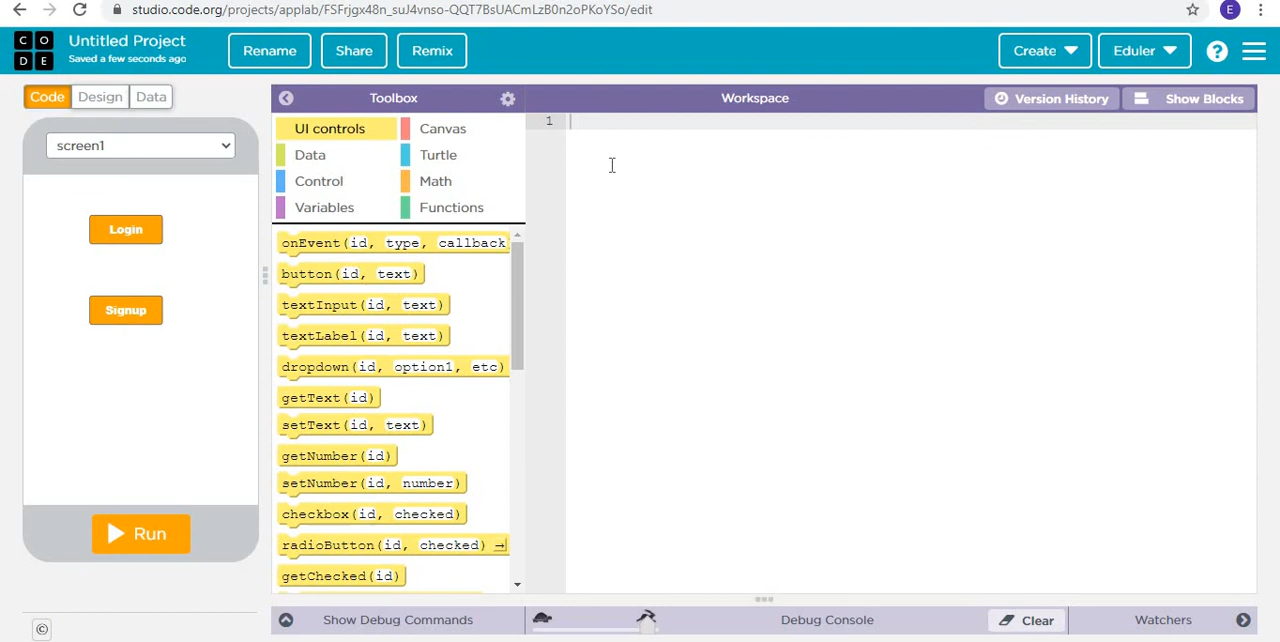 studio.code.org/projects/applab/FSFrjgx48n_suJ4vnso-QQT7BsUACmLzB0n2oPKoYSo/edit
E
C O
D E
Untitled Project
Saved a few seconds ago
Rename
Share
Remix
Create
Eduler
?
Code
Design
Data
Toolbox
Workspace
Version History
Show Blocks
screen1
Login
Signup
Run
UI controls
Canvas
Data
Turtle
Control
Math
Variables
Functions
onEvent(id, type, callback
button(id, text)
textInput(id, text)
textLabel(id, text)
dropdown(id, option1, etc)
getText(id)
setText(id, text)
getNumber(id)
setNumber(id, number)
checkbox(id, checked)
radioButton(id, checked) →
getChecked(id)
1
©
Show Debug Commands
Debug Console
Clear
Watchers